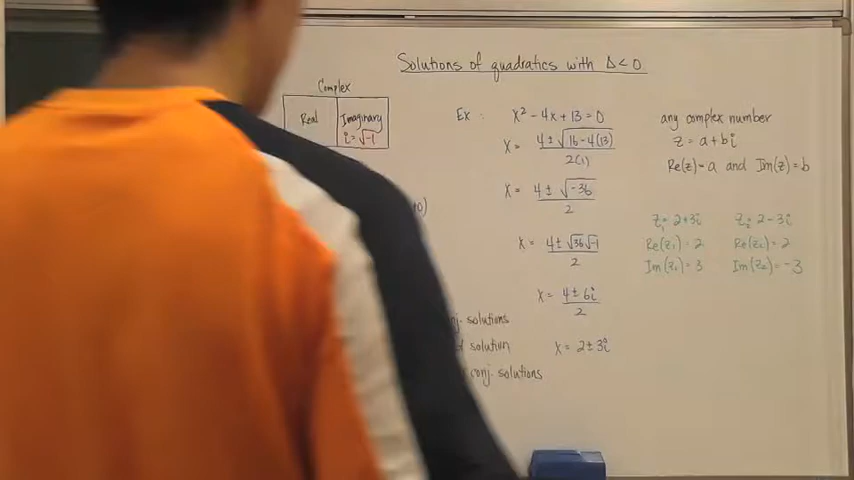 Solutions of quadratics with Δ<0
Complex
Real
Imaginary
i = √-1
Ex : x² - 4x + 13 = 0
x = 4 ± √16-4(13)
2(1)
x = 4 ± √-36
2
x = 4 ± √36 √-1
2
x = 4 ± 6i
2
x = 2 ± 3i
solutions
solution
conj. solutions
any complex number
z = a + bi
Re(z) = a and Im(z) = b
z₁ = 2+3i
Re(z₁) = 2
Im(z₁) = 3
z₂ = 2-3i
Re(z₂) = 2
Im(z₂) = -3